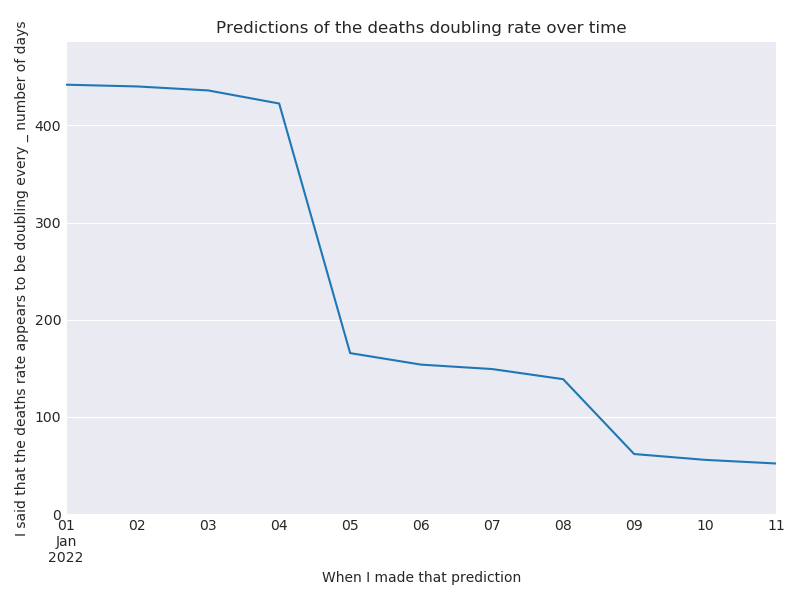 Predictions of the deaths doubling rate over time
I said that the deaths rate appears to be doubling every _ number of days
400
300
200
100
0
01 02 03 04 05 06 07 08 09 10 11
Jan
2022
When I made that prediction